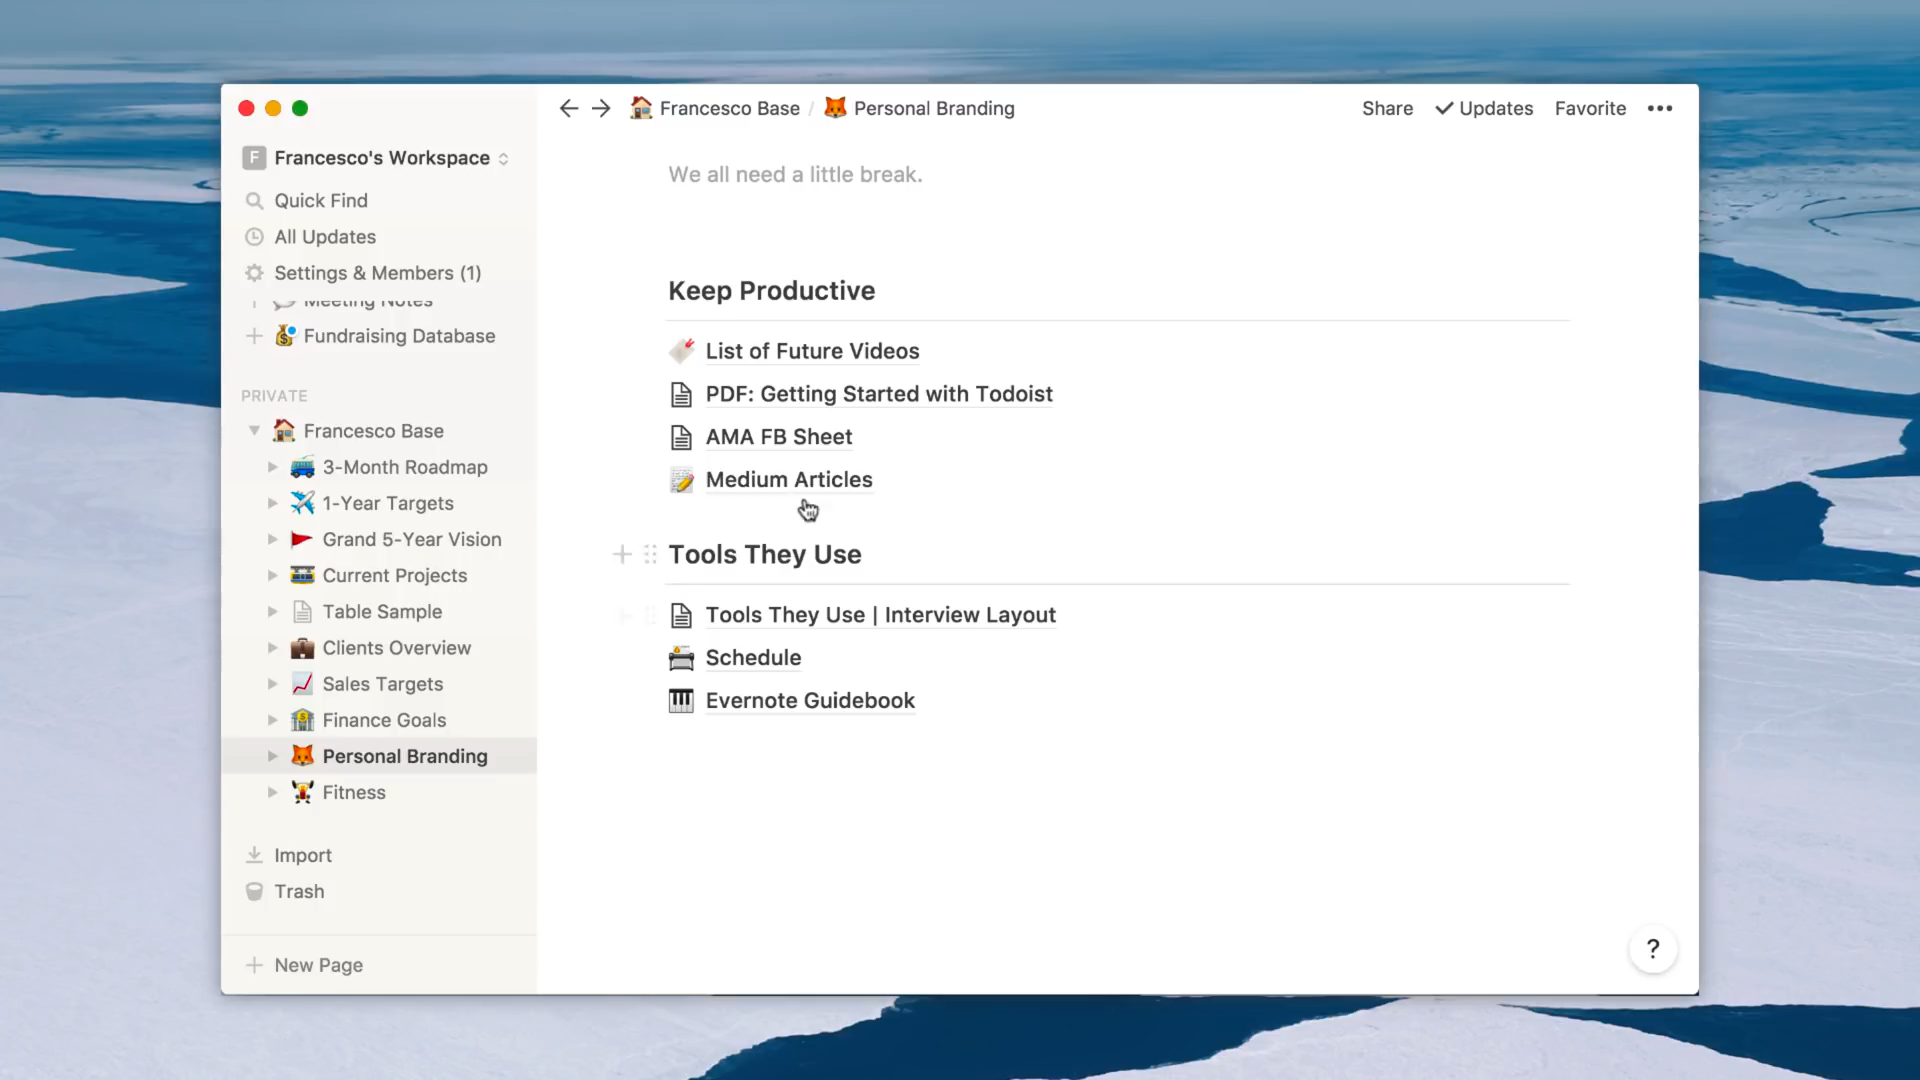 Francesco Base / Personal Branding
Share Updates Favorite
F Francesco's Workspace
Quick Find
All Updates
Settings & Members (1)
Meeting Notes
Fundraising Database
PRIVATE
Francesco Base
3-Month Roadmap
1-Year Targets
Grand 5-Year Vision
Current Projects
Table Sample
Clients Overview
Sales Targets
Finance Goals
Personal Branding
Fitness
Import
Trash
New Page
We all need a little break.
Keep Productive
List of Future Videos
PDF: Getting Started with Todoist
AMA FB Sheet
Medium Articles
Tools They Use
Tools They Use | Interview Layout
Schedule
Evernote Guidebook
?